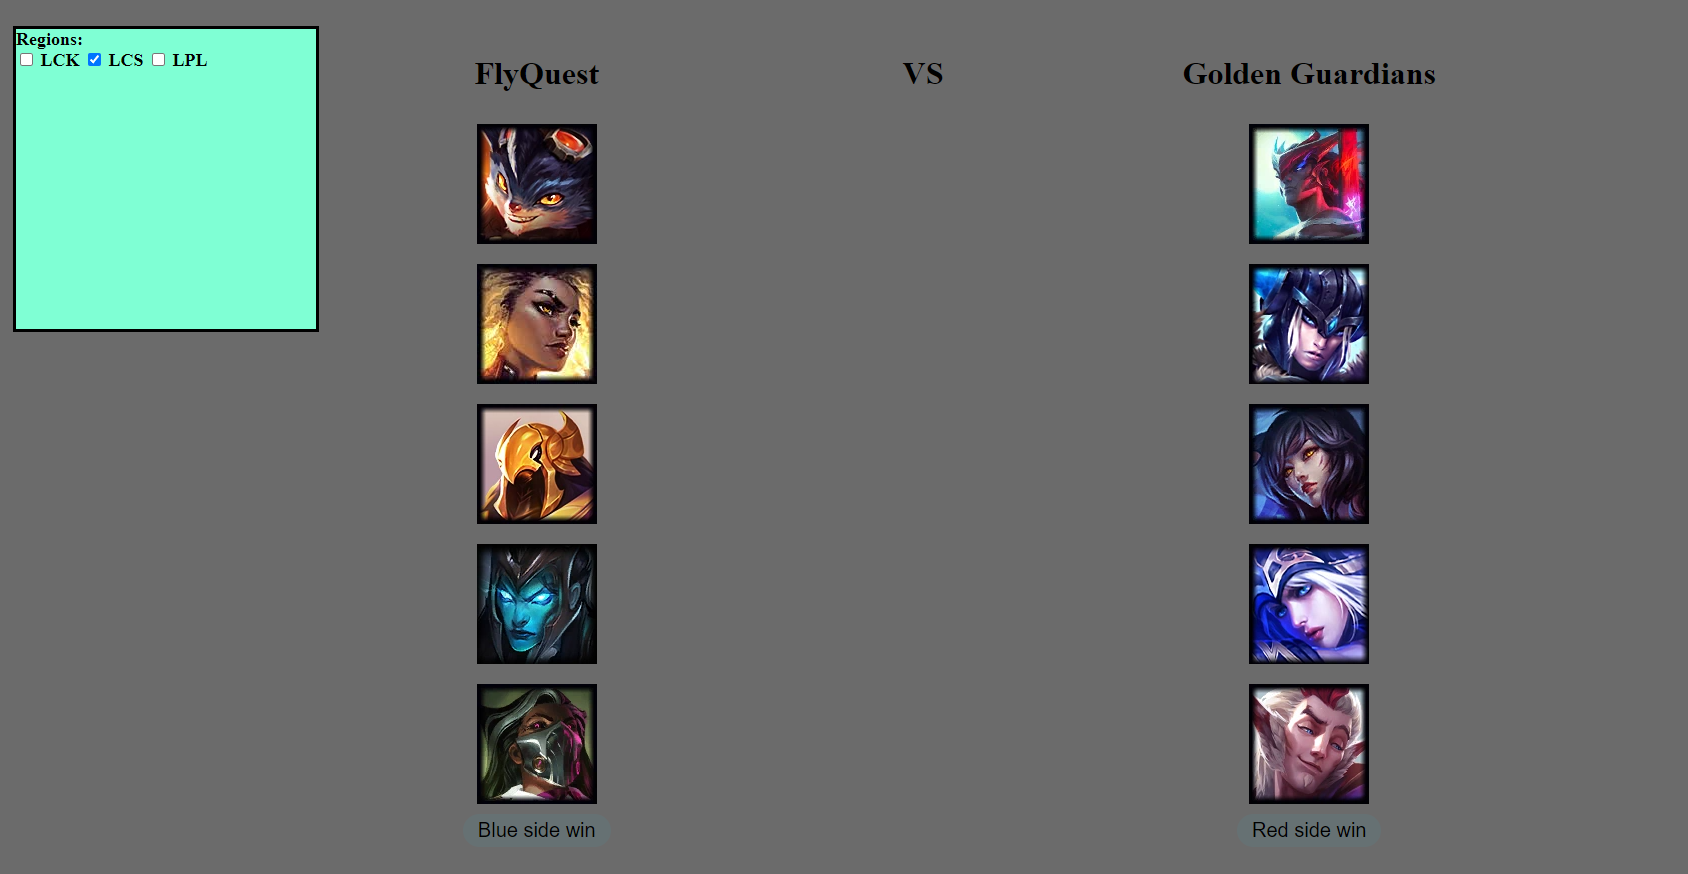 Regions:
LCK LCS LPL
FlyQuest VS Golden Guardians
Blue side win Red side win